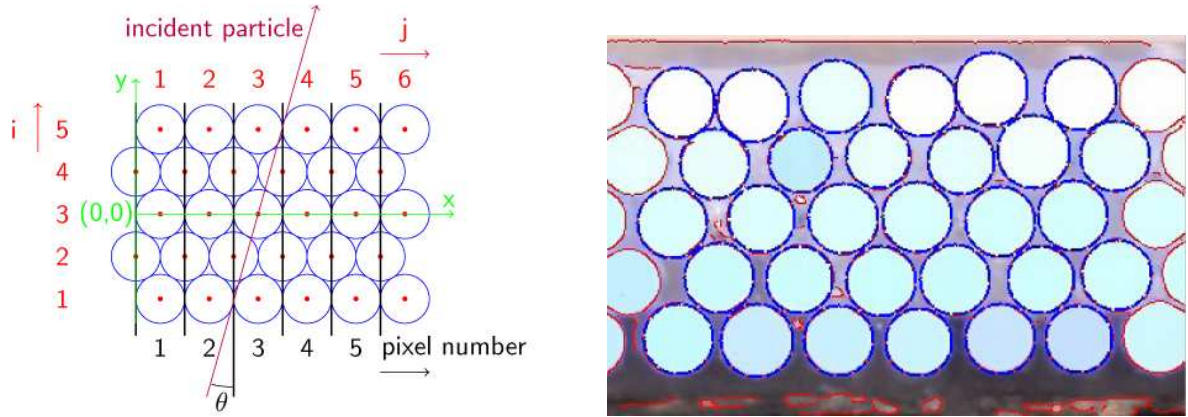 incident particle
j
1 2 3 4 5 6
y
i
5
4
3
2
1
(0,0)
x
1 2 3 4 5 pixel number
θ